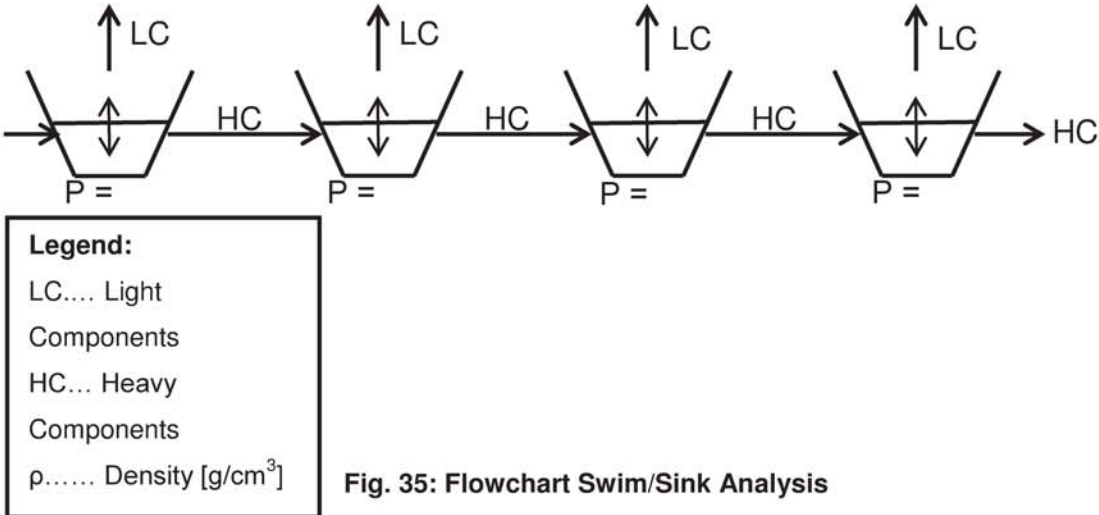 LC LC LC LC
HC HC HC HC
P = P = P = P =
Legend:
LC.... Light
Components
HC... Heavy
Components
ρ...... Density [g/cm³]
Fig. 35: Flowchart Swim/Sink Analysis